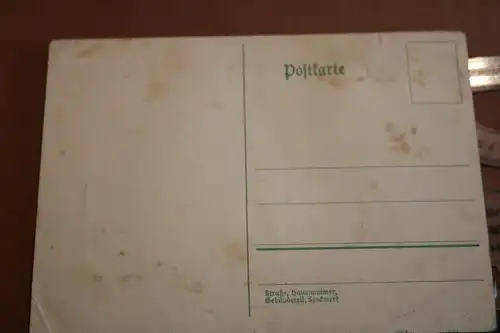 Postkarte
Straße, Hausnummer,
Gebäudeteil, Stockwerk